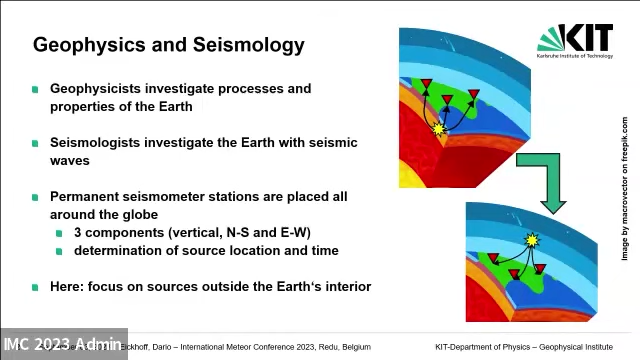 Geophysics and Seismology
KIT
Karlsruhe Institute of Technology
Geophysicists investigate processes and
properties of the Earth
Seismologists investigate the Earth with seismic
waves
Permanent seismometer stations are placed all
around the globe
3 components (vertical, N-S and E-W)
determination of source location and time
Here: focus on sources outside the Earth‘s interior
Image by macrovector on freepik.com
IMC 2023 Admin
Eickhoff, Dario – International Meteor Conference 2023, Redu, Belgium
KIT-Department of Physics – Geophysical Institute